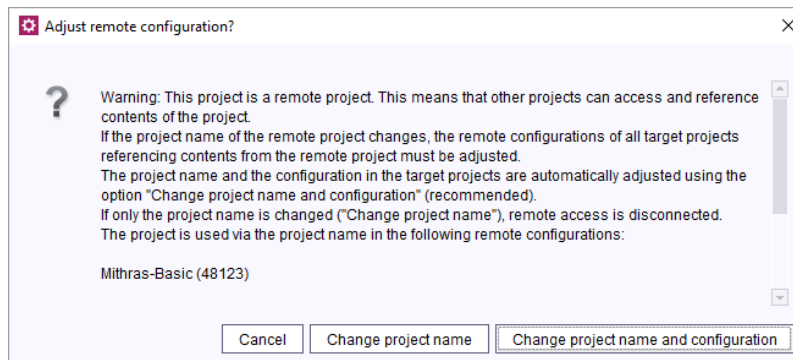 Adjust remote configuration?
Warning: This project is a remote project. This means that other projects can access and reference
contents of the project.
If the project name of the remote project changes, the remote configurations of all target projects
referencing contents from the remote project must be adjusted.
The project name and the configuration in the target projects are automatically adjusted using the
option "Change project name and configuration" (recommended).
If only the project name is changed ("Change project name"), remote access is disconnected.
The project is used via the project name in the following remote configurations:
Mithras-Basic (48123)
Cancel Change project name Change project name and configuration